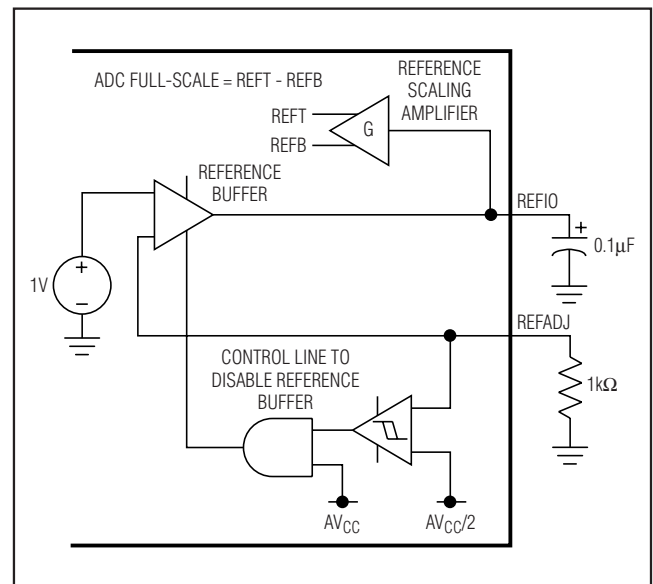 ADC FULL-SCALE = REFT - REFB
REFERENCE
SCALING
AMPLIFIER
REFT
REFB
G
REFERENCE
BUFFER
REFIO
+
0.1µF
1V
+
−
REFADJ
CONTROL LINE TO
DISABLE REFERENCE
BUFFER
1kΩ
AVCC
AVCC/2